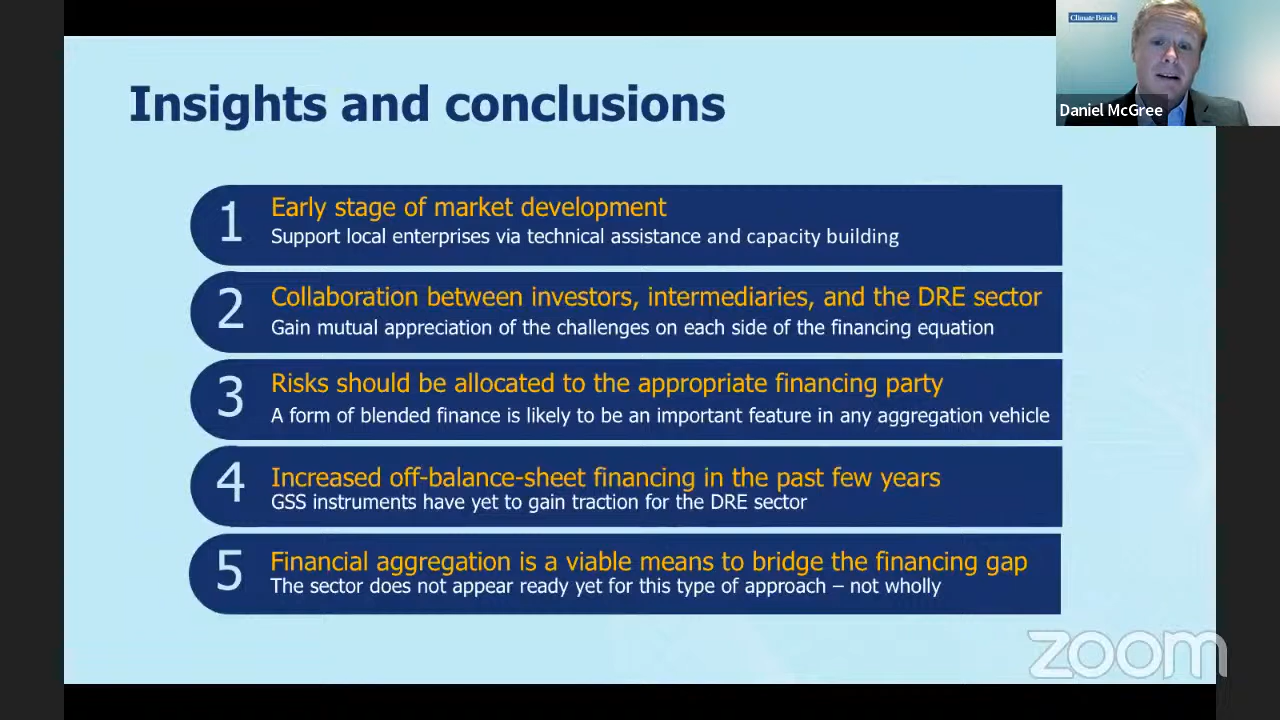 Climate Bonds
Daniel McGree
Insights and conclusions
1
Early stage of market development
Support local enterprises via technical assistance and capacity building
2
Collaboration between investors, intermediaries, and the DRE sector
Gain mutual appreciation of the challenges on each side of the financing equation
3
Risks should be allocated to the appropriate financing party
A form of blended finance is likely to be an important feature in any aggregation vehicle
4
Increased off-balance-sheet financing in the past few years
GSS instruments have yet to gain traction for the DRE sector
5
Financial aggregation is a viable means to bridge the financing gap
The sector does not appear ready yet for this type of approach – not wholly
zoom